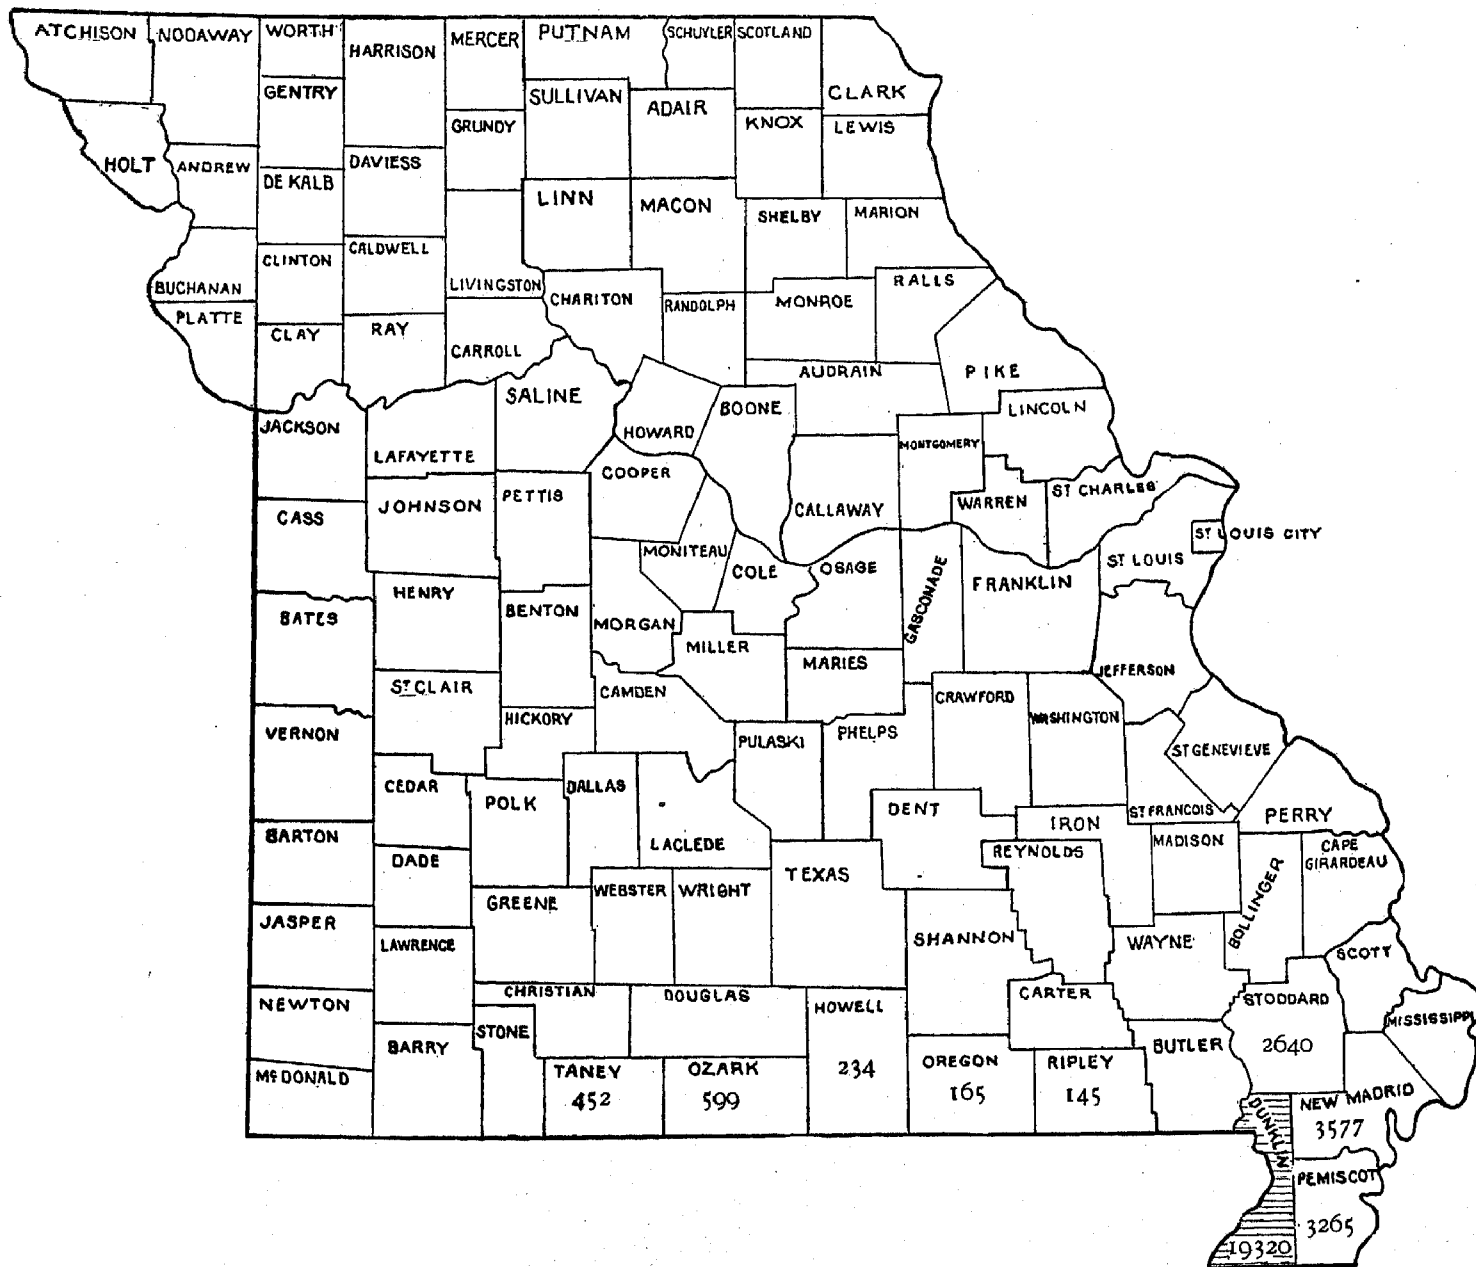 ATCHISON
NODAWAY
WORTH
HARRISON
MERCER
PUTNAM
SCHUYLER
SCOTLAND
CLARK
GENTRY
SULLIVAN
ADAIR
GRUNDY
KNOX
LEWIS
HOLT
ANDREW
DE KALB
DAVIESS
LINN
MACON
SHELBY
MARION
BUCHANAN
CLINTON
CALDWELL
LIVINGSTON
CHARITON
RANDOLPH
MONROE
RALLS
PLATTE
CLAY
RAY
CARROLL
AUDRAIN
PIKE
JACKSON
LAFAYETTE
SALINE
HOWARD
BOONE
MONTGOMERY
LINCOLN
CASS
JOHNSON
PETTIS
COOPER
CALLAWAY
WARREN
ST CHARLES
ST LOUIS CITY
MONITEAU
COLE
OSAGE
GASCONADE
FRANKLIN
ST LOUIS
BATES
HENRY
BENTON
MORGAN
MILLER
MARIES
JEFFERSON
ST CLAIR
HICKORY
CAMDEN
PULASKI
PHELPS
CRAWFORD
WASHINGTON
ST GENEVIEVE
VERNON
CEDAR
POLK
DALLAS
LACLEDE
DENT
IRON
ST FRANCOIS
PERRY
BARTON
DADE
GREENE
WEBSTER
WRIGHT
TEXAS
REYNOLDS
MADISON
BOLLINGER
CAPE
GIRARDEAU
JASPER
LAWRENCE
SHANNON
WAYNE
SCOTT
NEWTON
CHRISTIAN
DOUGLAS
HOWELL
234
CARTER
STODDARD
2640
MISSISSIPPI
MCDONALD
BARRY
STONE
TANEY
452
OZARK
599
OREGON
165
RIPLEY
145
BUTLER
DUNKLIN
19320
NEW MADRID
3577
PEMISCOT
3265